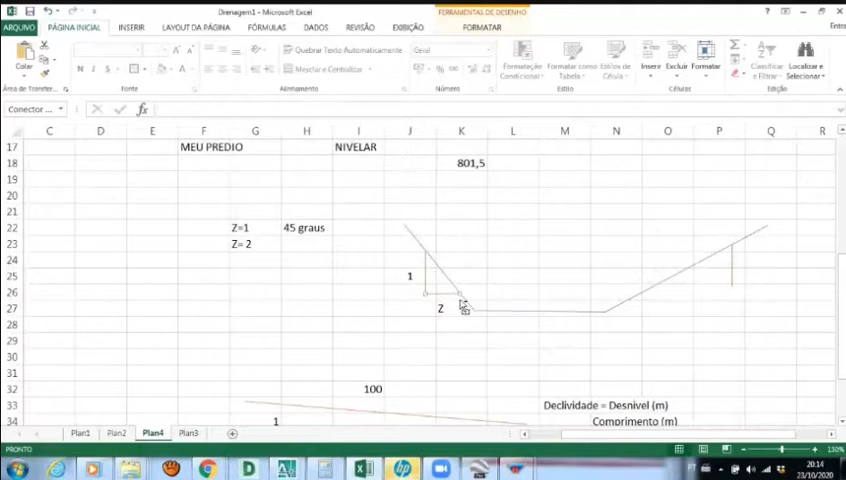 Drenagem1 - Microsoft Excel
FERRAMENTAS DE DESENHO
ARQUIVO PÁGINA INICIAL INSERIR LAYOUT DA PÁGINA FÓRMULAS DADOS REVISÃO EXIBIÇÃO FORMATAR
Quebrar Texto Automaticamente
Geral
Colar
N I S
Mesclar e Centralizar
% 000
Formatação Condicional
Formatar como Tabela
Estilos de Célula
Inserir Excluir Formatar
Classificar e Filtrar
Localizar e Selecionar
Área de Transfer...
Fonte
Alinhamento
Número
Estilo
Células
Edição
Conector ...
fx
C D E F G H I J K L M N O P Q R
17 MEU PREDIO NIVELAR
18 801,5
19
20
21
22 Z=1 45 graus
23 Z= 2
24
25 1
26
27 Z
28
29
30
31
32 100
33 Declividade = Desnivel (m)
34 1 Comprimento (m)
Plan1 Plan2 Plan4 Plan3
PRONTO
130%
PT
20:14
23/10/2020